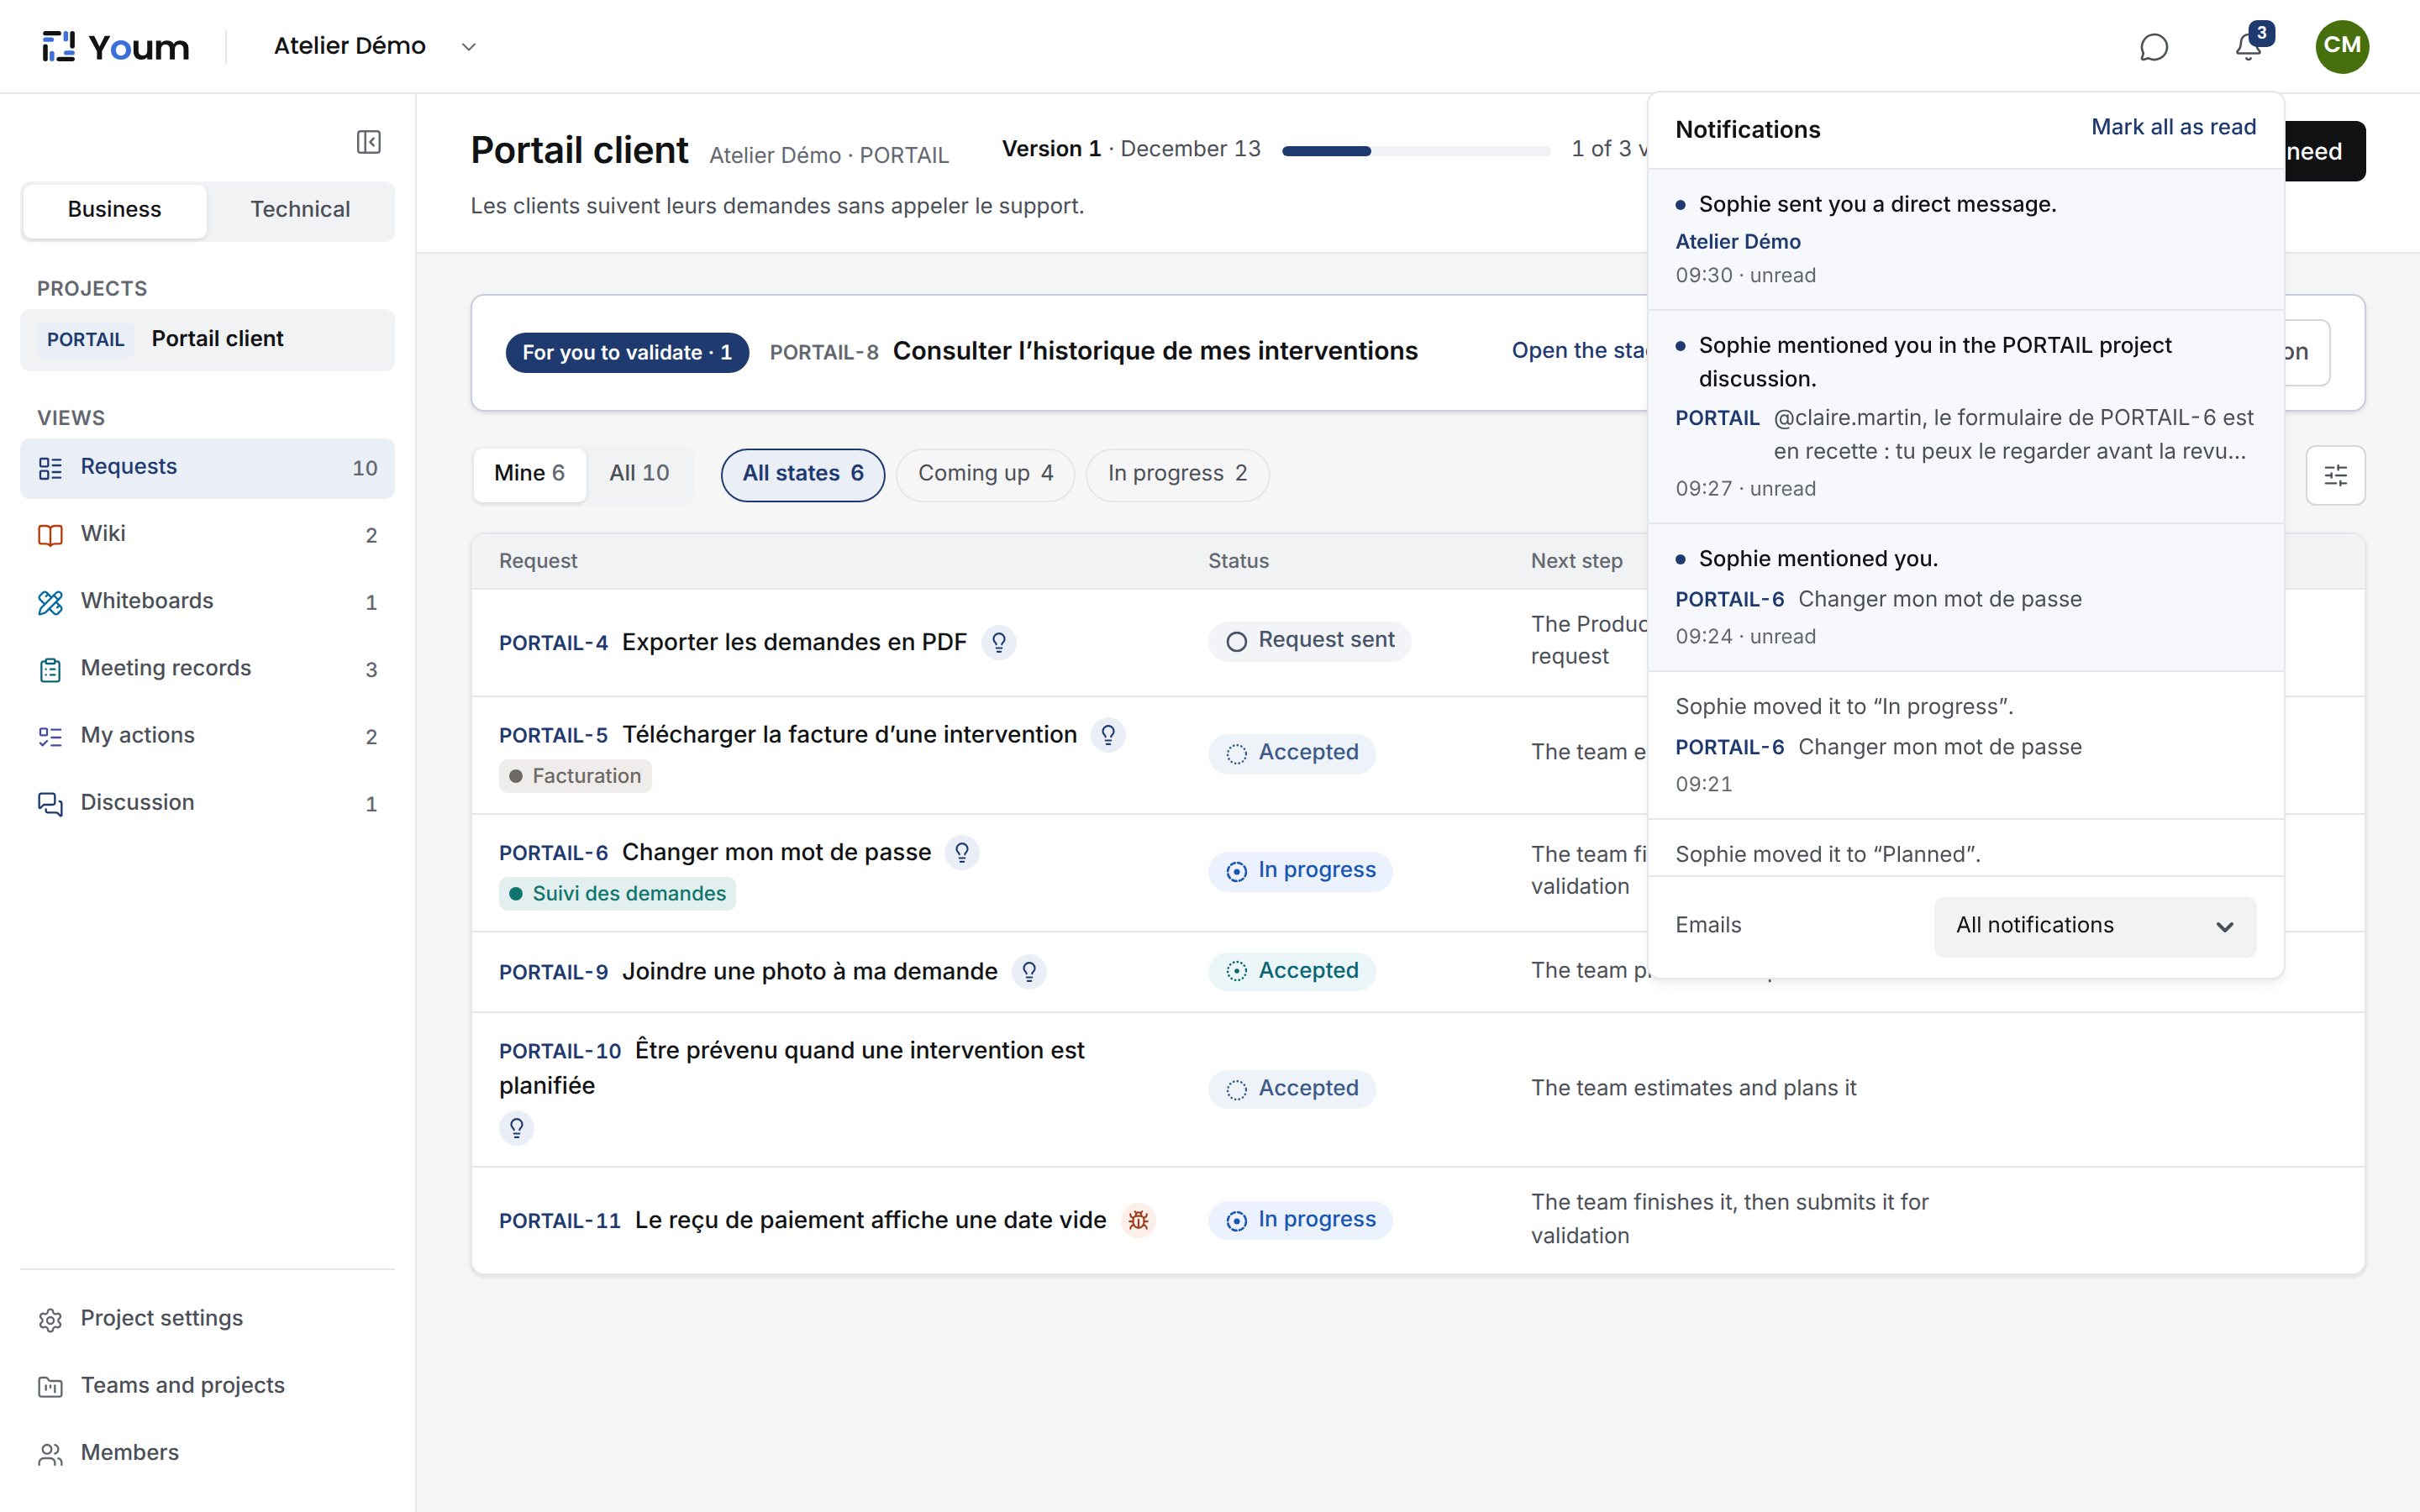 Youm
Atelier Démo
3
CM
Business
Technical
PROJECTS
PORTAIL Portail client
VIEWS
Requests 10
Wiki 2
Whiteboards 1
Meeting records 3
My actions 2
Discussion 1
Project settings
Teams and projects
Members
Portail client Atelier Démo · PORTAIL
Version 1 · December 13
1 of 3 v
need
Les clients suivent leurs demandes sans appeler le support.
For you to validate · 1 PORTAIL-8 Consulter l’historique de mes interventions
Open the sta
on
Mine 6 All 10 All states 6 Coming up 4 In progress 2
Request Status Next step
PORTAIL-4 Exporter les demandes en PDF
Request sent
The Produc
request
PORTAIL-5 Télécharger la facture d’une intervention
Facturation
Accepted
The team e
PORTAIL-6 Changer mon mot de passe
Suivi des demandes
In progress
The team fi
validation
PORTAIL-9 Joindre une photo à ma demande
Accepted
The team p
PORTAIL-10 Être prévenu quand une intervention est
planifiée
Accepted
The team estimates and plans it
PORTAIL-11 Le reçu de paiement affiche une date vide
In progress
The team finishes it, then submits it for
validation
Notifications
Mark all as read
Sophie sent you a direct message.
Atelier Démo
09:30 · unread
Sophie mentioned you in the PORTAIL project
discussion.
PORTAIL @claire.martin, le formulaire de PORTAIL-6 est
en recette : tu peux le regarder avant la revu…
09:27 · unread
Sophie mentioned you.
PORTAIL-6 Changer mon mot de passe
09:24 · unread
Sophie moved it to “In progress”.
PORTAIL-6 Changer mon mot de passe
09:21
Sophie moved it to “Planned”.
Emails
All notifications